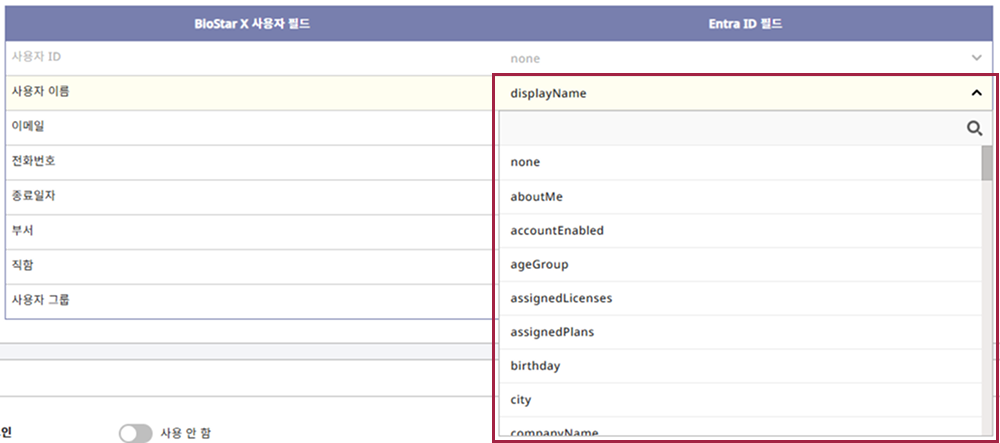 BioStar X 사용자 필드 Entra ID 필드
사용자 ID none
사용자 이름 displayName
이메일
none
전화번호
aboutMe
종료일자
accountEnabled
부서
ageGroup
직함
assignedLicenses
사용자 그룹
assignedPlans
birthday
city
companyName
인 사용 안 함